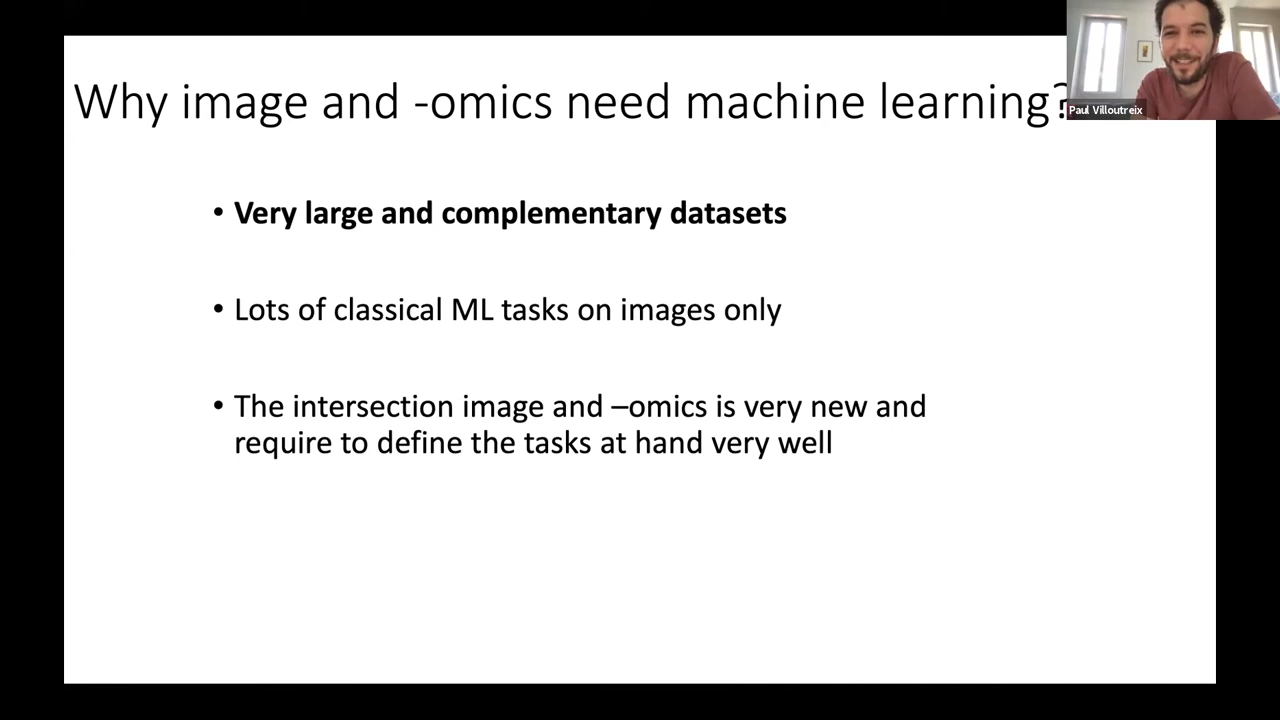 Why image and -omics need machine learning?
Paul Villoutreix
• Very large and complementary datasets
• Lots of classical ML tasks on images only
• The intersection image and –omics is very new and
require to define the tasks at hand very well